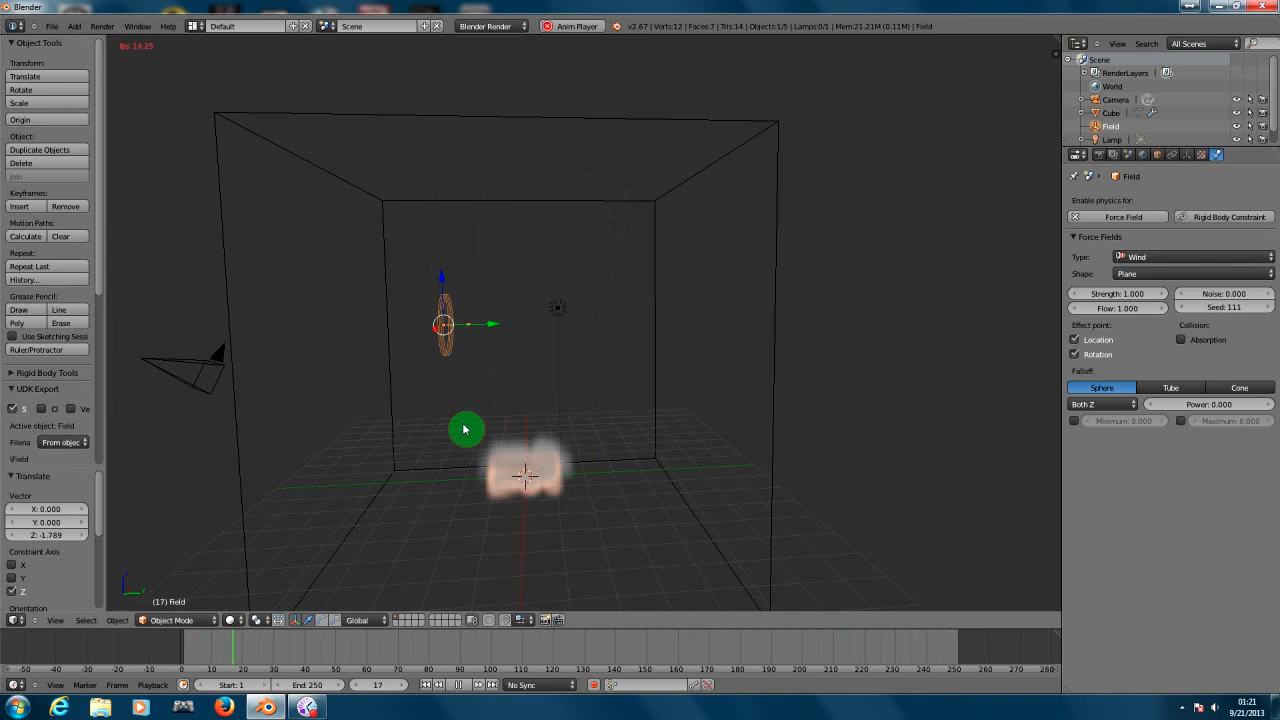 Blender
File Add Render Window Help Default Scene Blender Render Anim Player v2.67 | Verts:12 | Faces:7 | Tris:14 | Objects:1/5 | Lamps:0/1 | Mem:21.21M (0.11M) | Field
Object Tools
Transform:
Translate
Rotate
Scale
Origin
Object:
Duplicate Objects
Delete
Join
Keyframes:
Insert Remove
Motion Paths:
Calculate Clear
Repeat:
Repeat Last
History...
Grease Pencil:
Draw Line
Poly Erase
Use Sketching Sessi
Ruler/Protractor
Rigid Body Tools
UDK Export
S Cl Ve
Active object: Field
Filena From objec
\Field
Translate
Vector
X: 0.000
Y: 0.000
Z: -1.789
Constraint Axis
X
Y
Z
Orientation
fps: 14.25
(17) Field
View Select Object Object Mode Global
-50 -40 -30 -20 -10 0 10 20 30 40 50 60 70 80 90 100 110 120 130 140 150 160 170 180 190 200 210 220 230 240 250 260 270 280
View Marker Frame Playback Start: 1 End: 250 17 No Sync
View Search All Scenes
Scene
RenderLayers
World
Camera
Cube
Field
Lamp
Field
Enable physics for:
Force Field Rigid Body Constraint
Force Fields
Type: Wind
Shape: Plane
Strength: 1.000 Noise: 0.000
Flow: 1.000 Seed: 111
Effect point: Collision:
Location Absorption
Rotation
Falloff:
Sphere Tube Cone
Both Z Power: 0.000
Minimum: 0.000 Maximum: 0.000
01:21
9/21/2013